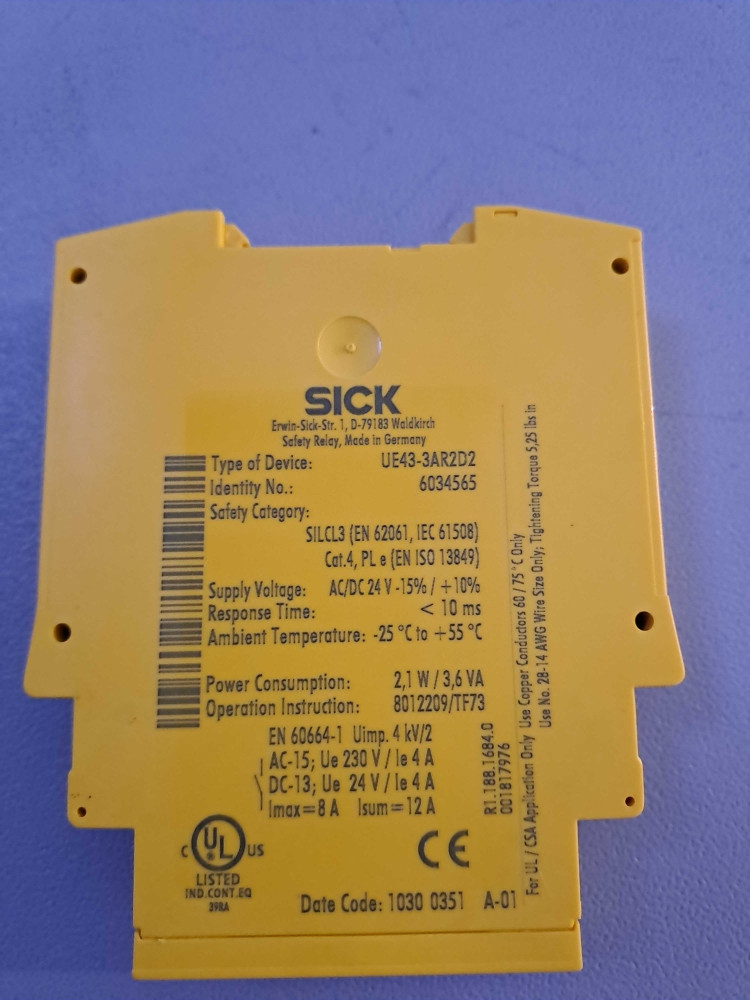 SICK
Erwin-Sick-Str. 1, D-79183 Waldkirch
Safety Relay, Made in Germany
Type of Device: UE43-3AR2D2
Identity No.: 6034565
Safety Category:
SILCL3 (EN 62061, IEC 61508)
Cat.4, PL e (EN ISO 13849)
Supply Voltage: AC/DC 24 V -15% / +10%
Response Time: < 10 ms
Ambient Temperature: -25 °C to +55 °C
Power Consumption: 2,1 W / 3,6 VA
Operation Instruction: 8012209/TF73
EN 60664-1 Uimp. 4 kV/2
AC-15; Ue 230 V / Ie 4 A
DC-13; Ue 24 V / Ie 4 A
Imax=8 A Isum=12 A
R1.188.1684.0
001817976
For UL / CSA Application Only Use Copper Conductors 60 / 75 °C Only
Use No. 28-14 AWG Wire Size Only; Tightening Torque 5,25 lbs in
C UL US
LISTED
IND.CONT.EQ
39RA
CE
Date Code: 1030 0351 A-01